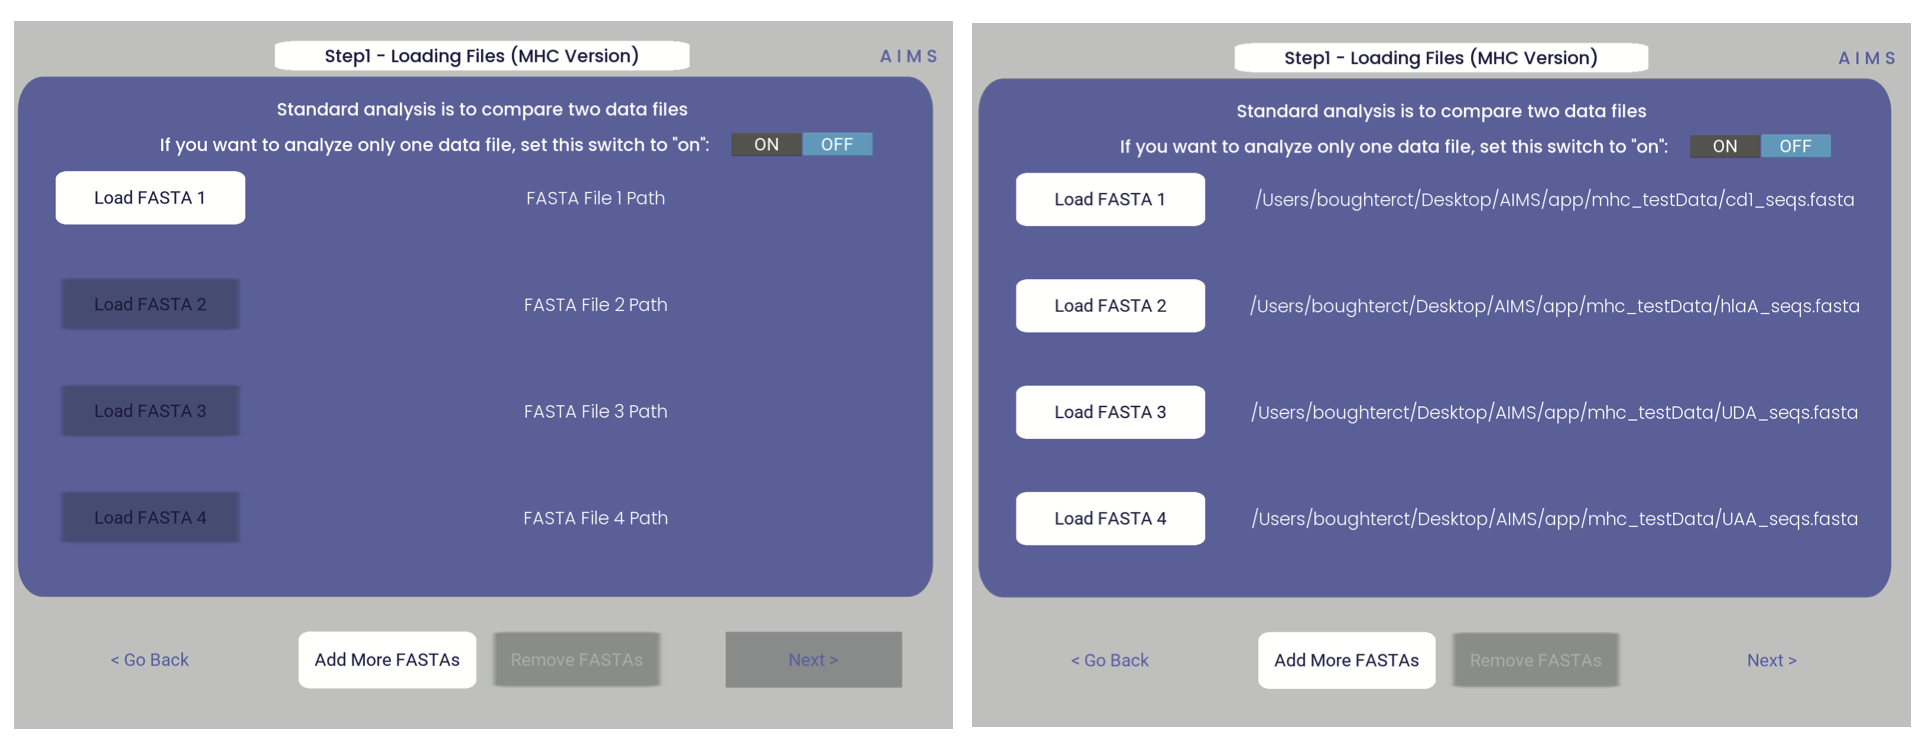 Step1 - Loading Files (MHC Version)
AIMS
Standard analysis is to compare two data files
If you want to analyze only one data file, set this switch to "on": ON OFF
Load FASTA 1 FASTA File 1 Path
Load FASTA 2 FASTA File 2 Path
Load FASTA 3 FASTA File 3 Path
Load FASTA 4 FASTA File 4 Path
< Go Back Add More FASTAs Remove FASTAs Next >
Step1 - Loading Files (MHC Version)
AIMS
Standard analysis is to compare two data files
If you want to analyze only one data file, set this switch to "on": ON OFF
Load FASTA 1 /Users/boughterct/Desktop/AIMS/app/mhc_testData/cd1_seqs.fasta
Load FASTA 2 /Users/boughterct/Desktop/AIMS/app/mhc_testData/hlaA_seqs.fasta
Load FASTA 3 /Users/boughterct/Desktop/AIMS/app/mhc_testData/UDA_seqs.fasta
Load FASTA 4 /Users/boughterct/Desktop/AIMS/app/mhc_testData/UAA_seqs.fasta
< Go Back Add More FASTAs Remove FASTAs Next >